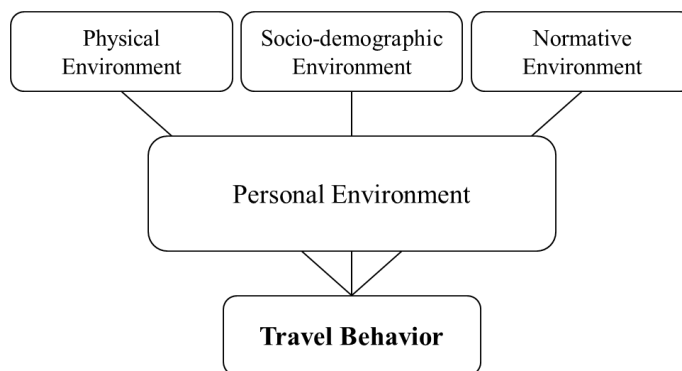 Physical
Environment
Socio-demographic
Environment
Normative
Environment
Personal Environment
Travel Behavior